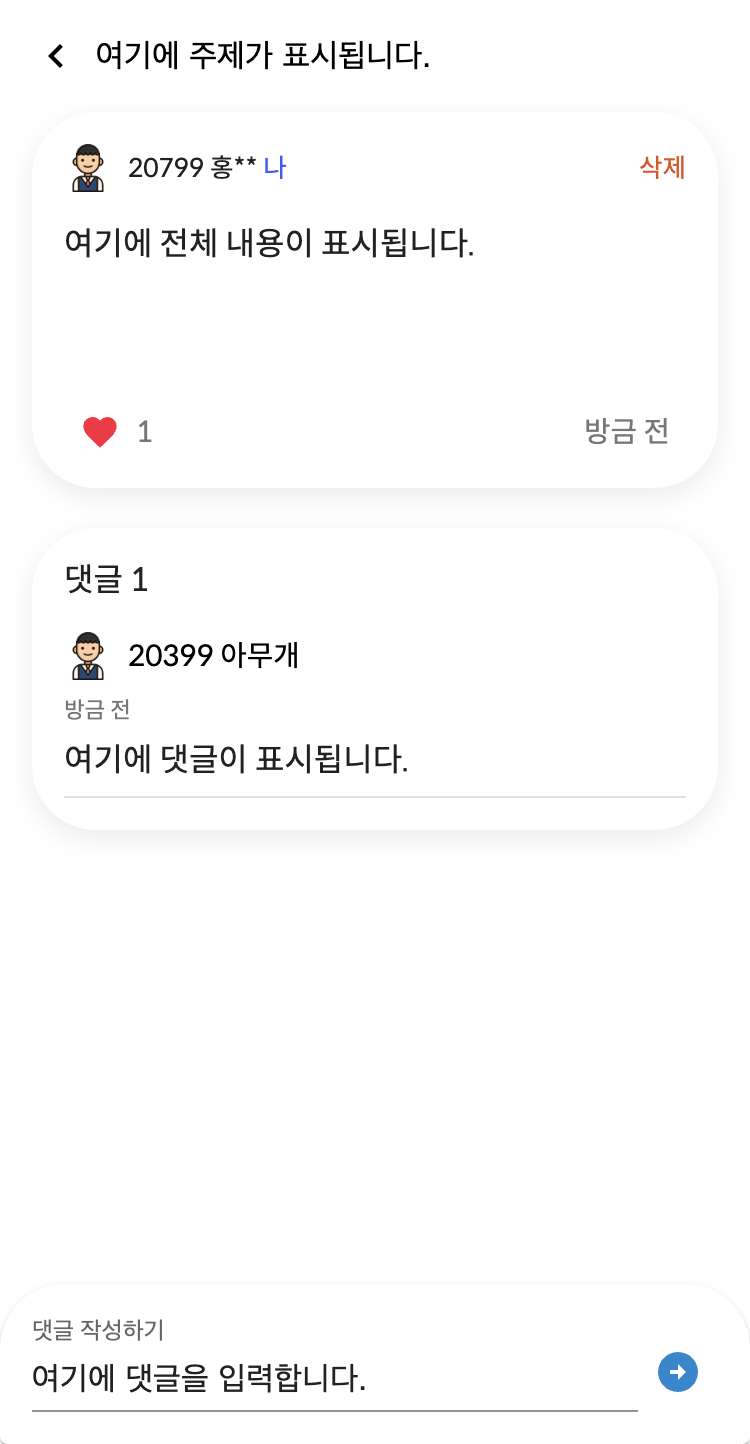 여기에 주제가 표시됩니다.
20799 홍** 나
삭제
여기에 전체 내용이 표시됩니다.
1
방금 전
댓글 1
20399 아무개
방금 전
여기에 댓글이 표시됩니다.
댓글 작성하기
여기에 댓글을 입력합니다.